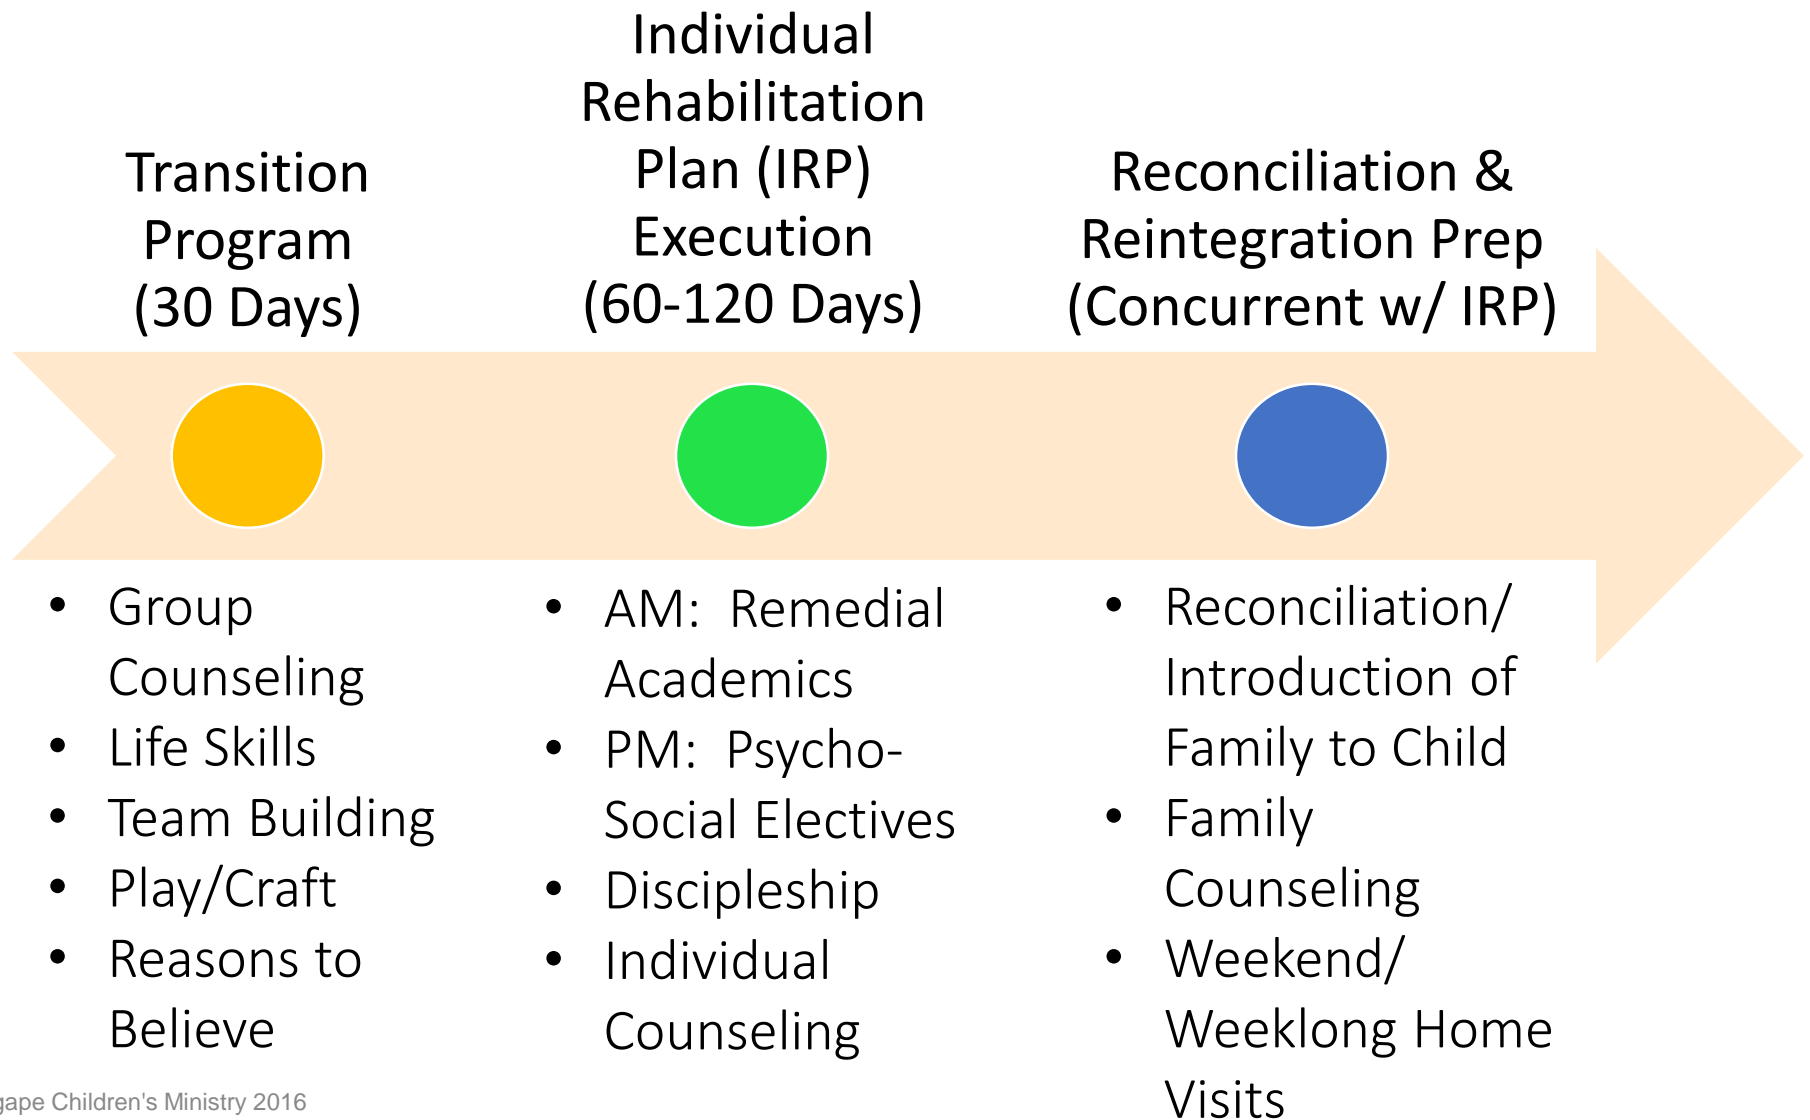 Transition
Program
(30 Days)
Individual
Rehabilitation
Plan (IRP)
Execution
(60-120 Days)
Reconciliation &
Reintegration Prep
(Concurrent w/ IRP)
• Group
Counseling
• Life Skills
• Team Building
• Play/Craft
• Reasons to
Believe
• AM:  Remedial
Academics
• PM:  Psycho-
Social Electives
• Discipleship
• Individual
Counseling
• Reconciliation/
Introduction of
Family to Child
• Family
Counseling
• Weekend/
Weeklong Home
Visits
gape Children's Ministry 2016